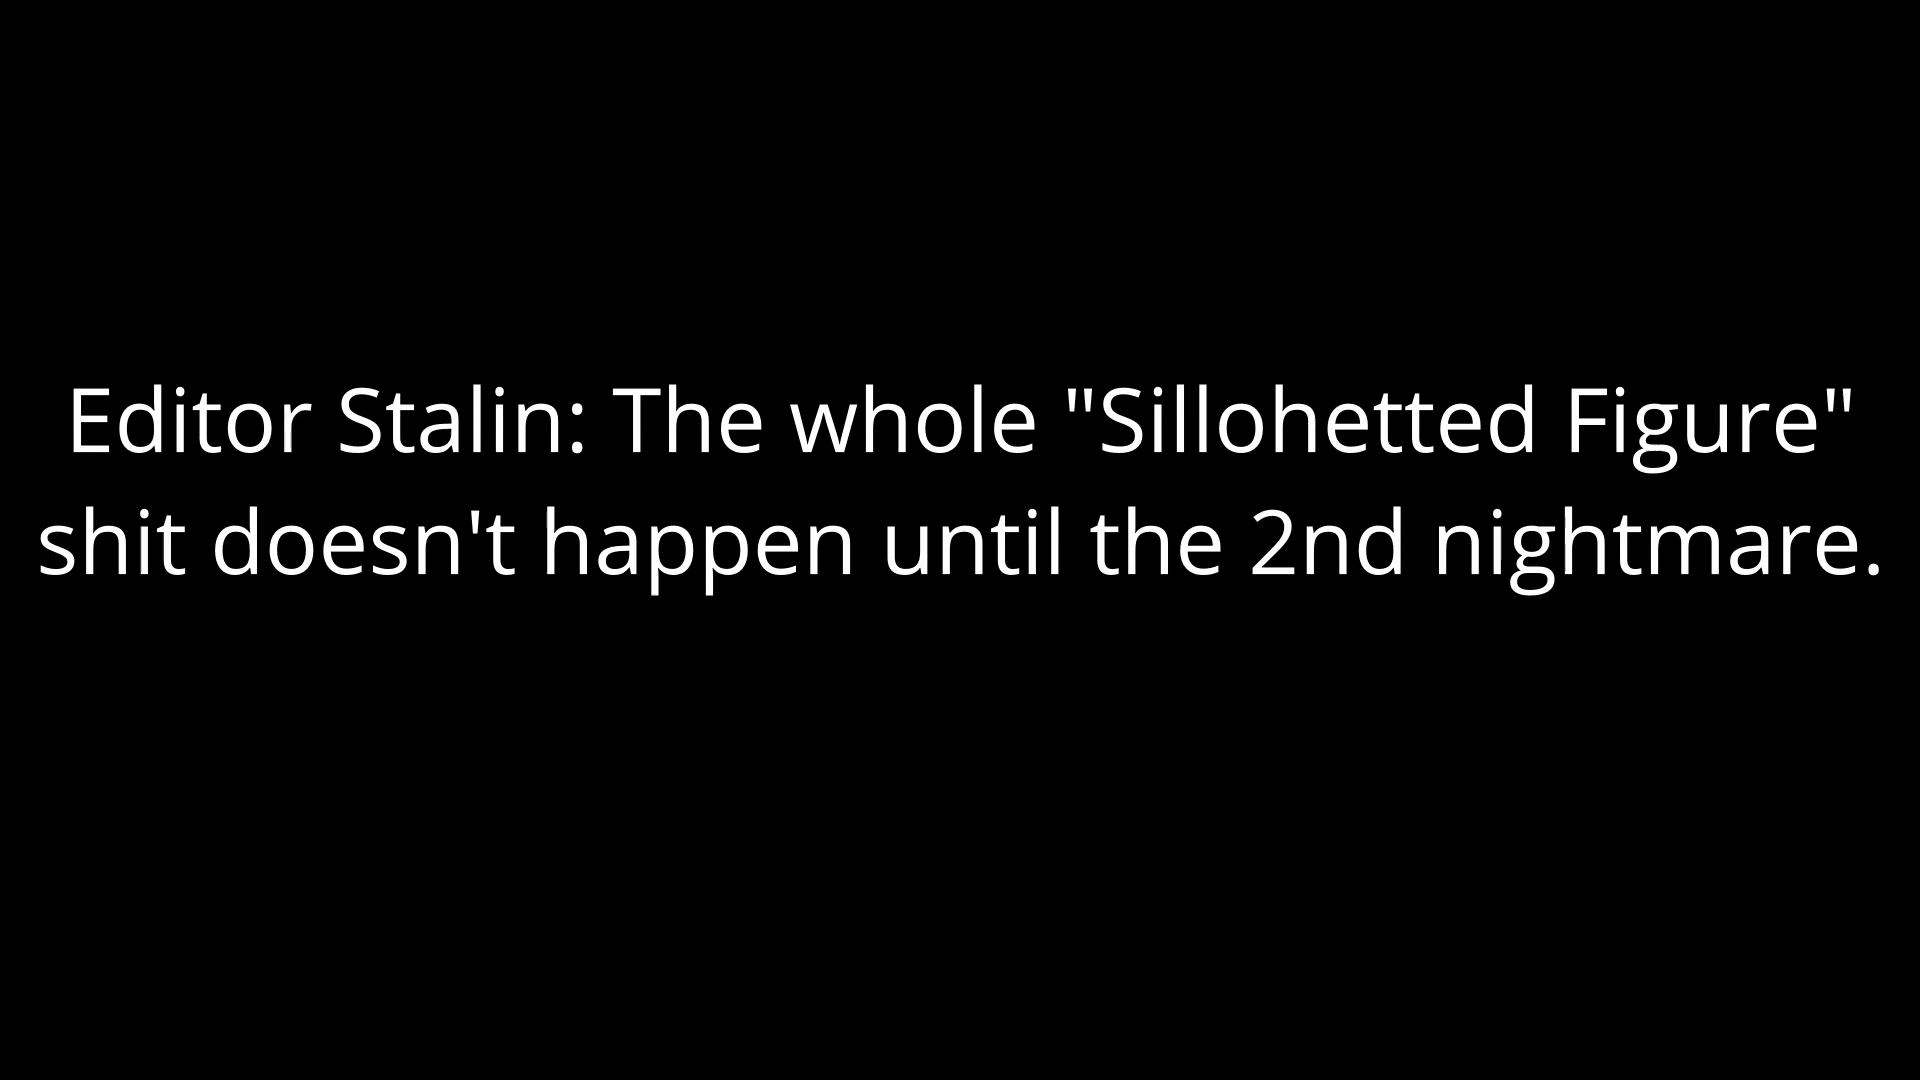 Editor Stalin: The whole "Sillohetted Figure"
shit doesn't happen until the 2nd nightmare.